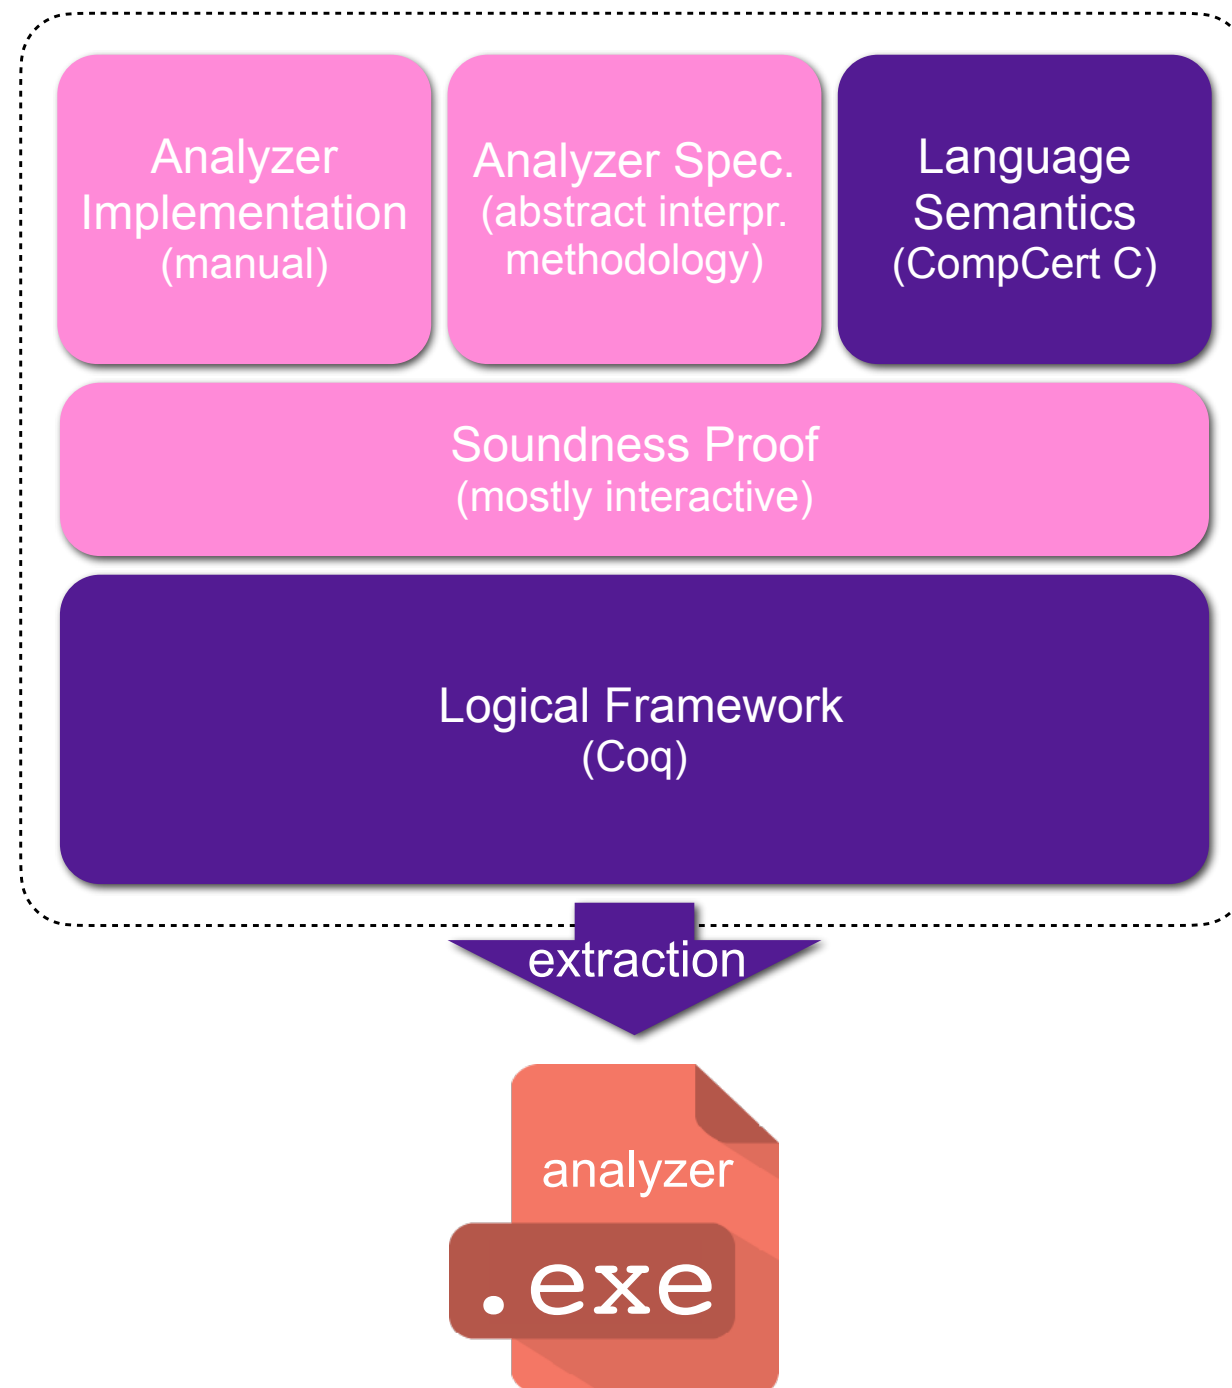 Analyzer
Implementation
(manual)
Analyzer Spec.
(abstract interpr.
methodology)
Language
Semantics
(CompCert C)
Soundness Proof
(mostly interactive)
Logical Framework
(Coq)
extraction
analyzer
.exe